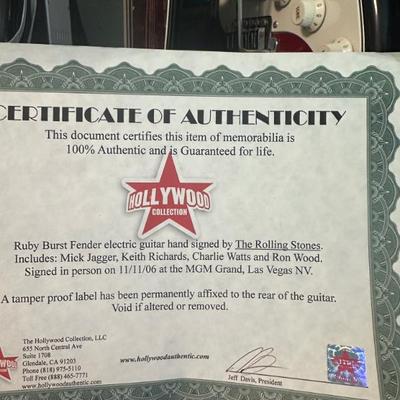 CERTIFICATE OF AUTHENTICITY
This document certifies this item of memorabilia is
100% Authentic and is Guaranteed for life.
HOLLYWOOD
COLLECTION
Ruby Burst Fender electric guitar hand signed by The Rolling Stones.
Includes: Mick Jagger, Keith Richards, Charlie Watts and Ron Wood.
Signed in person on 11/11/06 at the MGM Grand, Las Vegas NV.
A tamper proof label has been permanently affixed to the rear of the guitar.
Void if altered or removed.
The Hollywood Collection, LLC
655 North Central Ave
Suite 1708
Glendale, CA 91203
Phone (818) 975-5110
Toll Free (888) 465-7771
www.hollywoodauthentic.com
www.hollywoodauthentic.com.
Jeff Davis, President